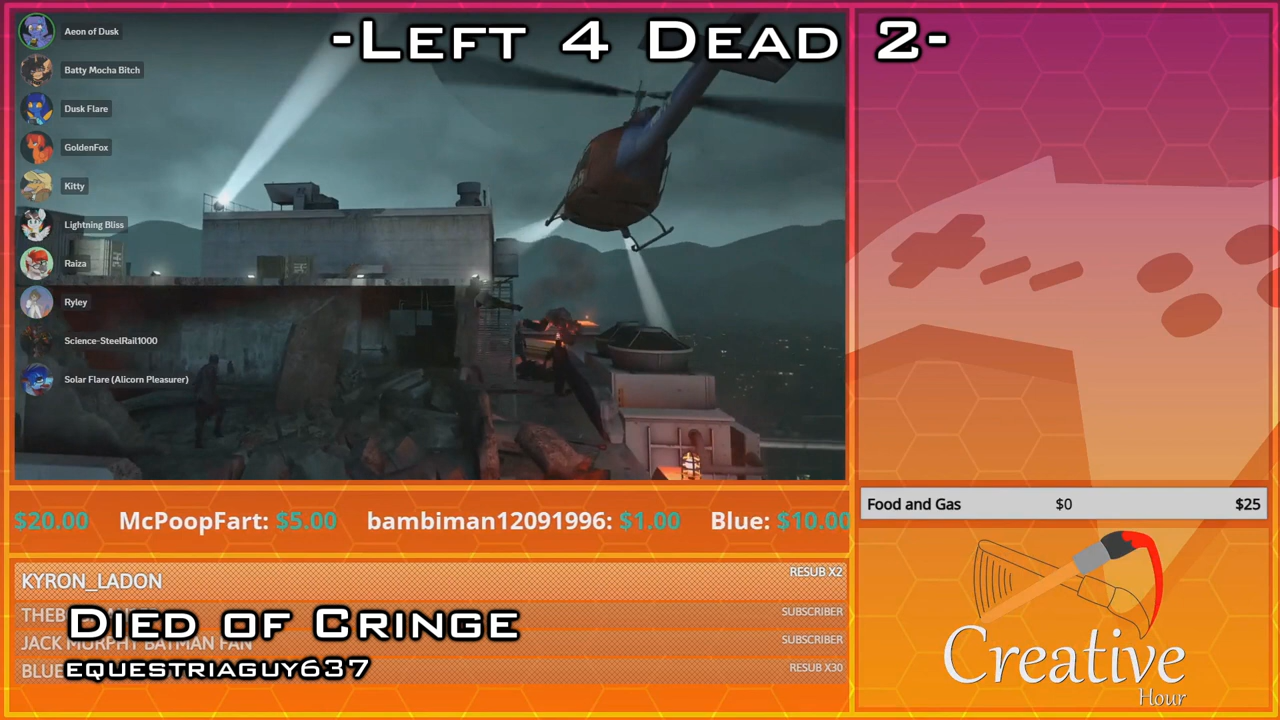 -Left 4 Dead 2-
Aeon of Dusk
Batty Mocha Bitch
Dusk Flare
GoldenFox
Kitty
Lightning Bliss
Raiza
Ryley
Science-SteelRail1000
Solar Flare (Alicorn Pleasurer)
Food and Gas $0 $25
$20.00 McPoopFart: $5.00 bambiman12091996: $1.00 Blue: $10.00
KYRON_LADON RESUB X2
SUBSCRIBER
Died of Cringe
JACK MURPHY BATMAN FAN SUBSCRIBER
equestriaguy637
BLUE RESUB X30
Creative
Hour